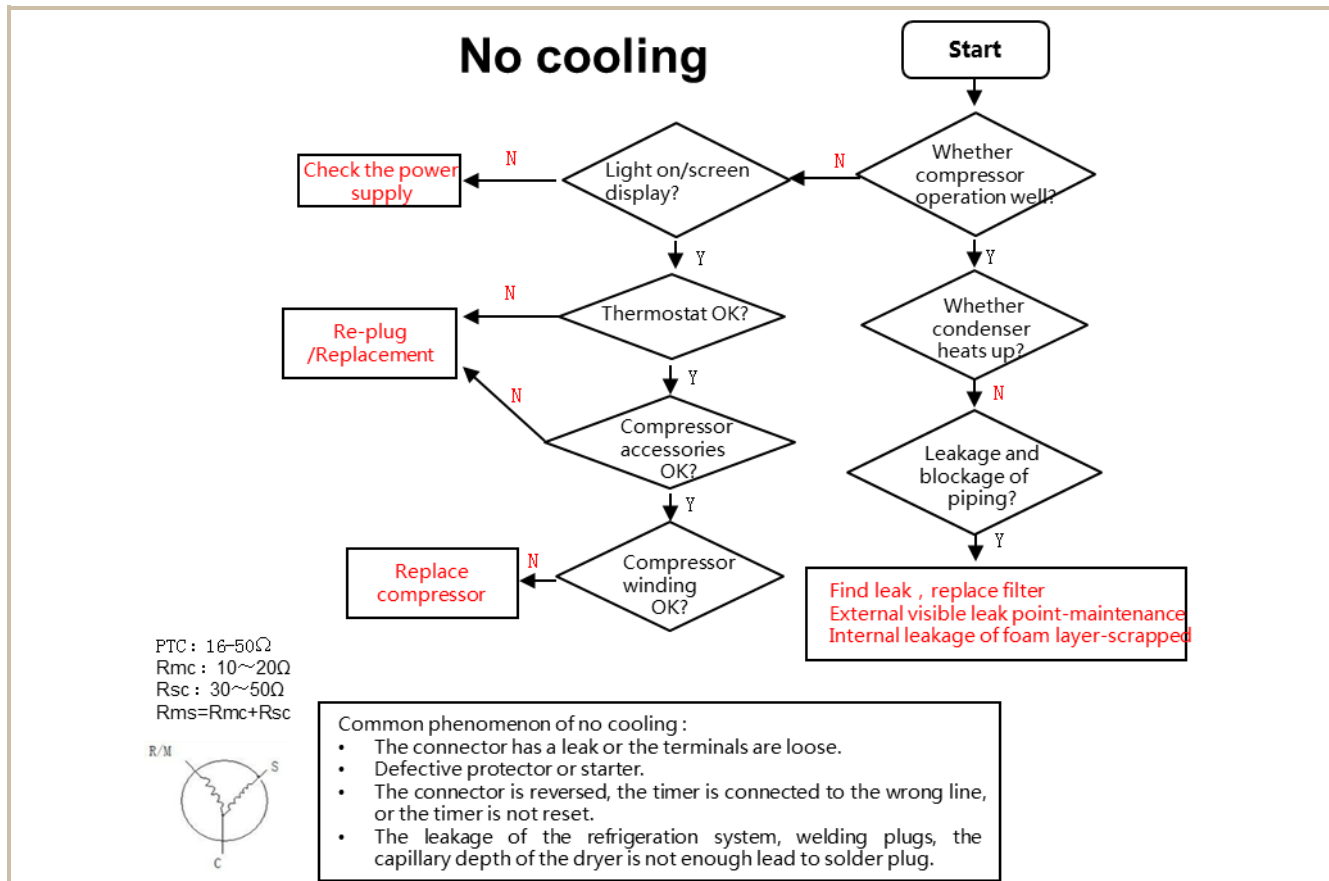 No cooling
Start
Whether
compressor
operation well?
N
Light on/screen
display?
N
Check the power
supply
Y
Y
Thermostat OK?
N
Re-plug
/Replacement
Whether
condenser
heats up?
Y
N
N
Compressor
accessories
OK?
Leakage and
blockage of
piping?
Y
Y
Compressor
winding
OK?
N
Replace
compressor
Find leak , replace filter
External visible leak point-maintenance
Internal leakage of foam layer-scrapped
PTC: 16-50Ω
Rmc: 10~20Ω
Rsc: 30~50Ω
Rms=Rmc+Rsc
R/M
S
C
Common phenomenon of no cooling :
• The connector has a leak or the terminals are loose.
• Defective protector or starter.
• The connector is reversed, the timer is connected to the wrong line,
or the timer is not reset.
• The leakage of the refrigeration system, welding plugs, the
capillary depth of the dryer is not enough lead to solder plug.